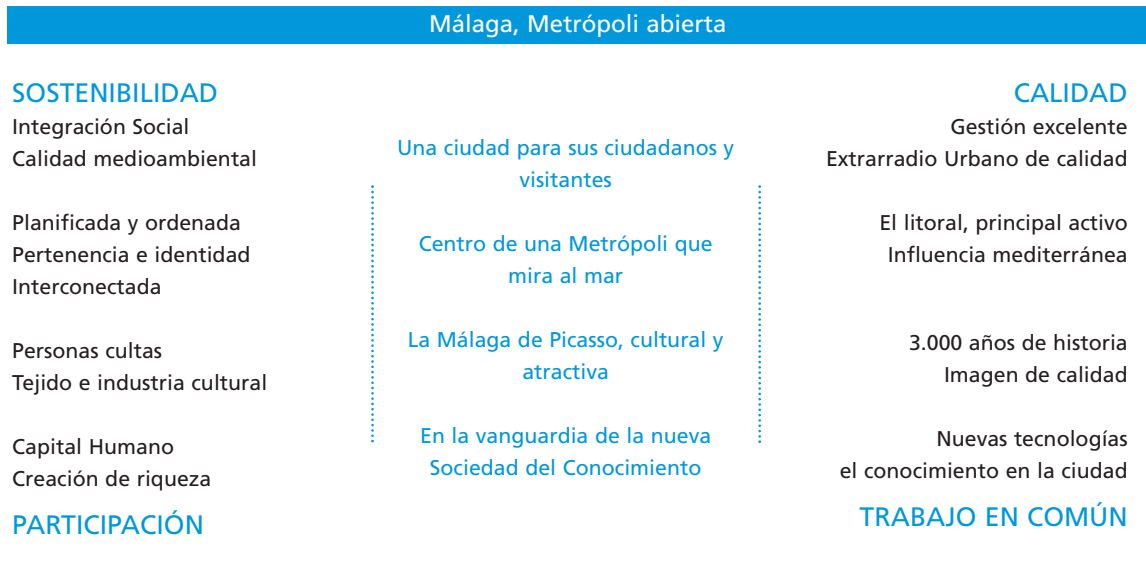 Málaga, Metrópoli abierta
SOSTENIBILIDAD
Integración Social
Calidad medioambiental
Planificada y ordenada
Pertenencia e identidad
Interconectada
Personas cultas
Tejido e industria cultural
Capital Humano
Creación de riqueza
PARTICIPACIÓN
Una ciudad para sus ciudadanos y
visitantes
Centro de una Metrópoli que
mira al mar
La Málaga de Picasso, cultural y
atractiva
En la vanguardia de la nueva
Sociedad del Conocimiento
CALIDAD
Gestión excelente
Extrarradio Urbano de calidad
El litoral, principal activo
Influencia mediterránea
3.000 años de historia
Imagen de calidad
Nuevas tecnologías
el conocimiento en la ciudad
TRABAJO EN COMÚN